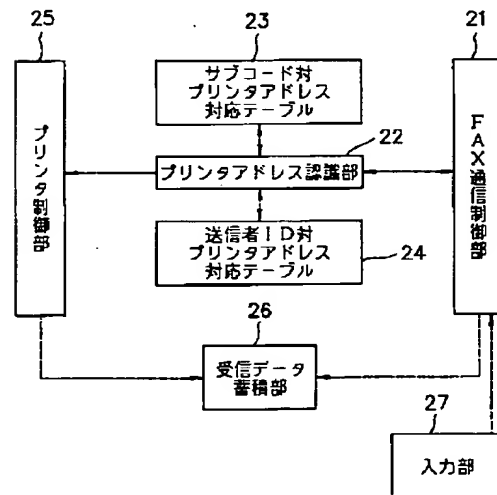 25
23
21
サブコード対
プリンタアドレス
対応テーブル
22
プリンタアドレス認識部
プリンタ制御部
FAX通信制御部
送信者ID対
プリンタアドレス
対応テーブル
24
26
受信データ
蓄積部
27
入力部